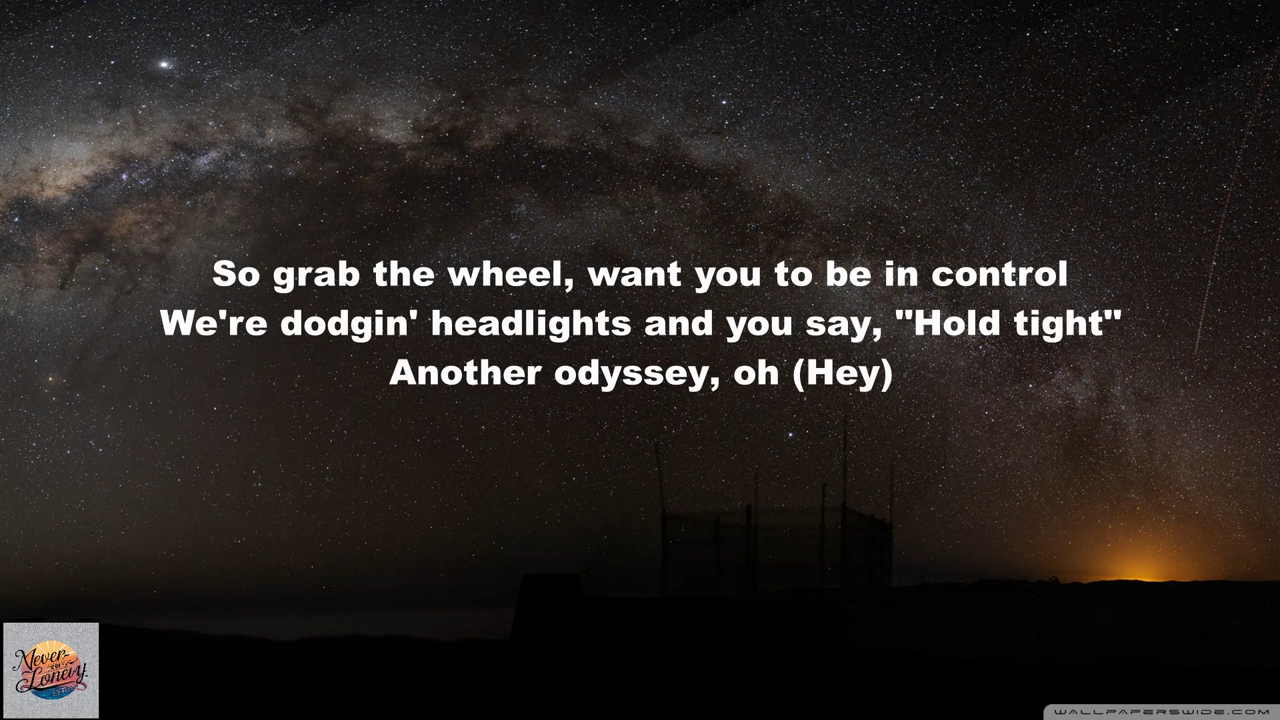 So grab the wheel, want you to be in control
We're dodgin' headlights and you say, "Hold tight"
Another odyssey, oh (Hey)
Never-
Lonely.
WALLPAPERSWIDE.COM